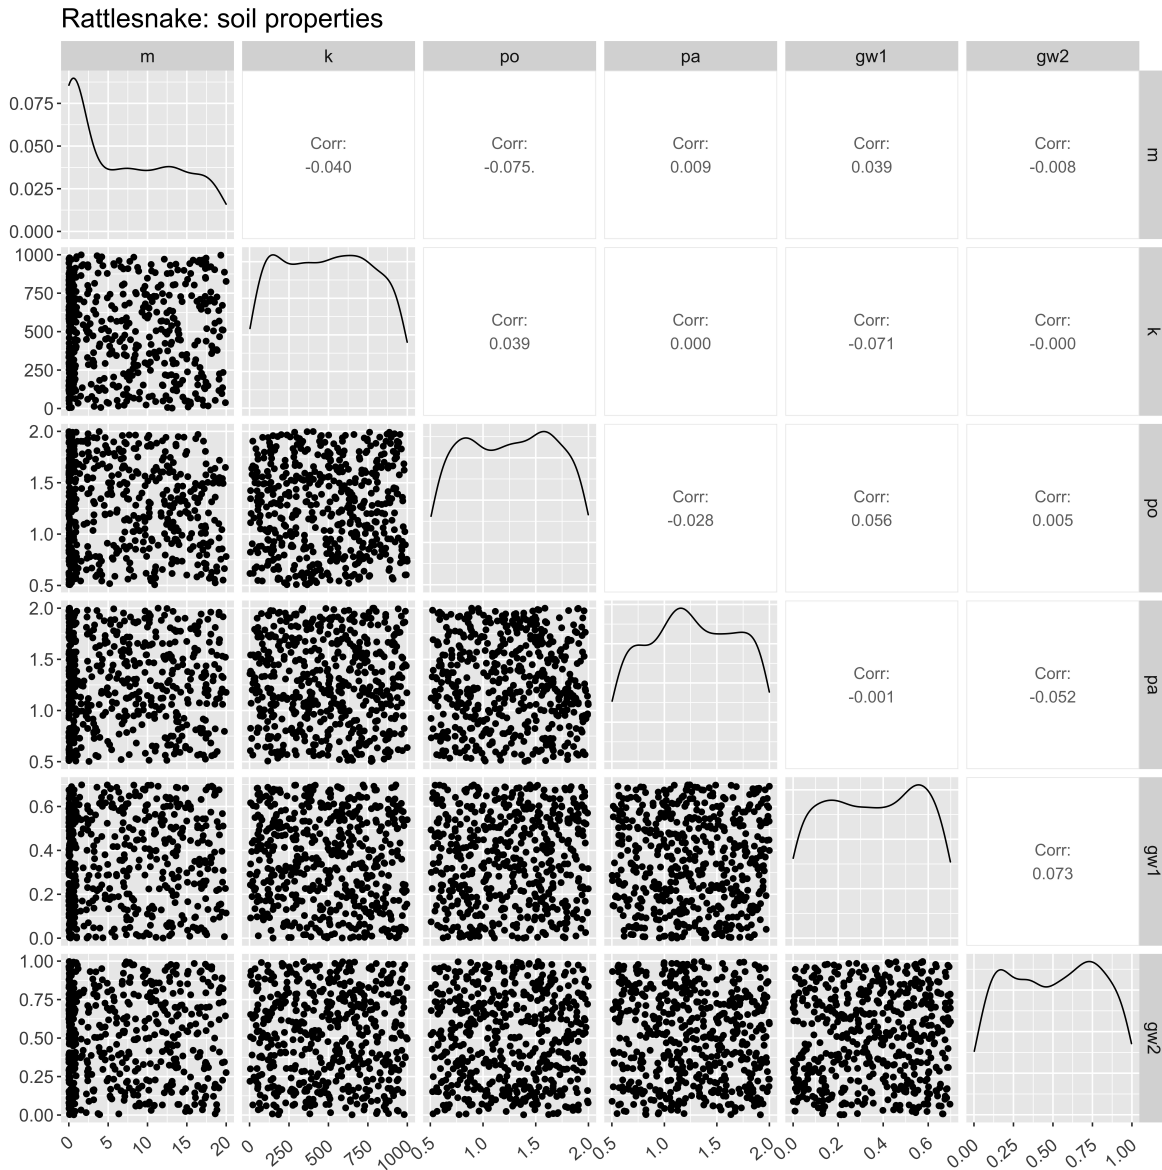 Rattlesnake: soil properties
m k po pa gw1 gw2
0.075
0.050
0.025
0.000
Corr:
-0.040
Corr:
-0.075.
Corr:
0.009
Corr:
0.039
Corr:
-0.008
m
1000
750
500
250
0
Corr:
0.039
Corr:
0.000
Corr:
-0.071
Corr:
-0.000
k
2.0
1.5
1.0
0.5
Corr:
-0.028
Corr:
0.056
Corr:
0.005
po
2.0
1.5
1.0
0.5
Corr:
-0.001
Corr:
-0.052
pa
0.6
0.4
0.2
0.0
Corr:
0.073
gw1
1.00
0.75
0.50
0.25
0.00
gw2
0 5 10 15 20
0 250 500 750 1000
0.5 1.0 1.5 2.0
0.5 1.0 1.5 2.0
0.0 0.2 0.4 0.6
0.00 0.25 0.50 0.75 1.00